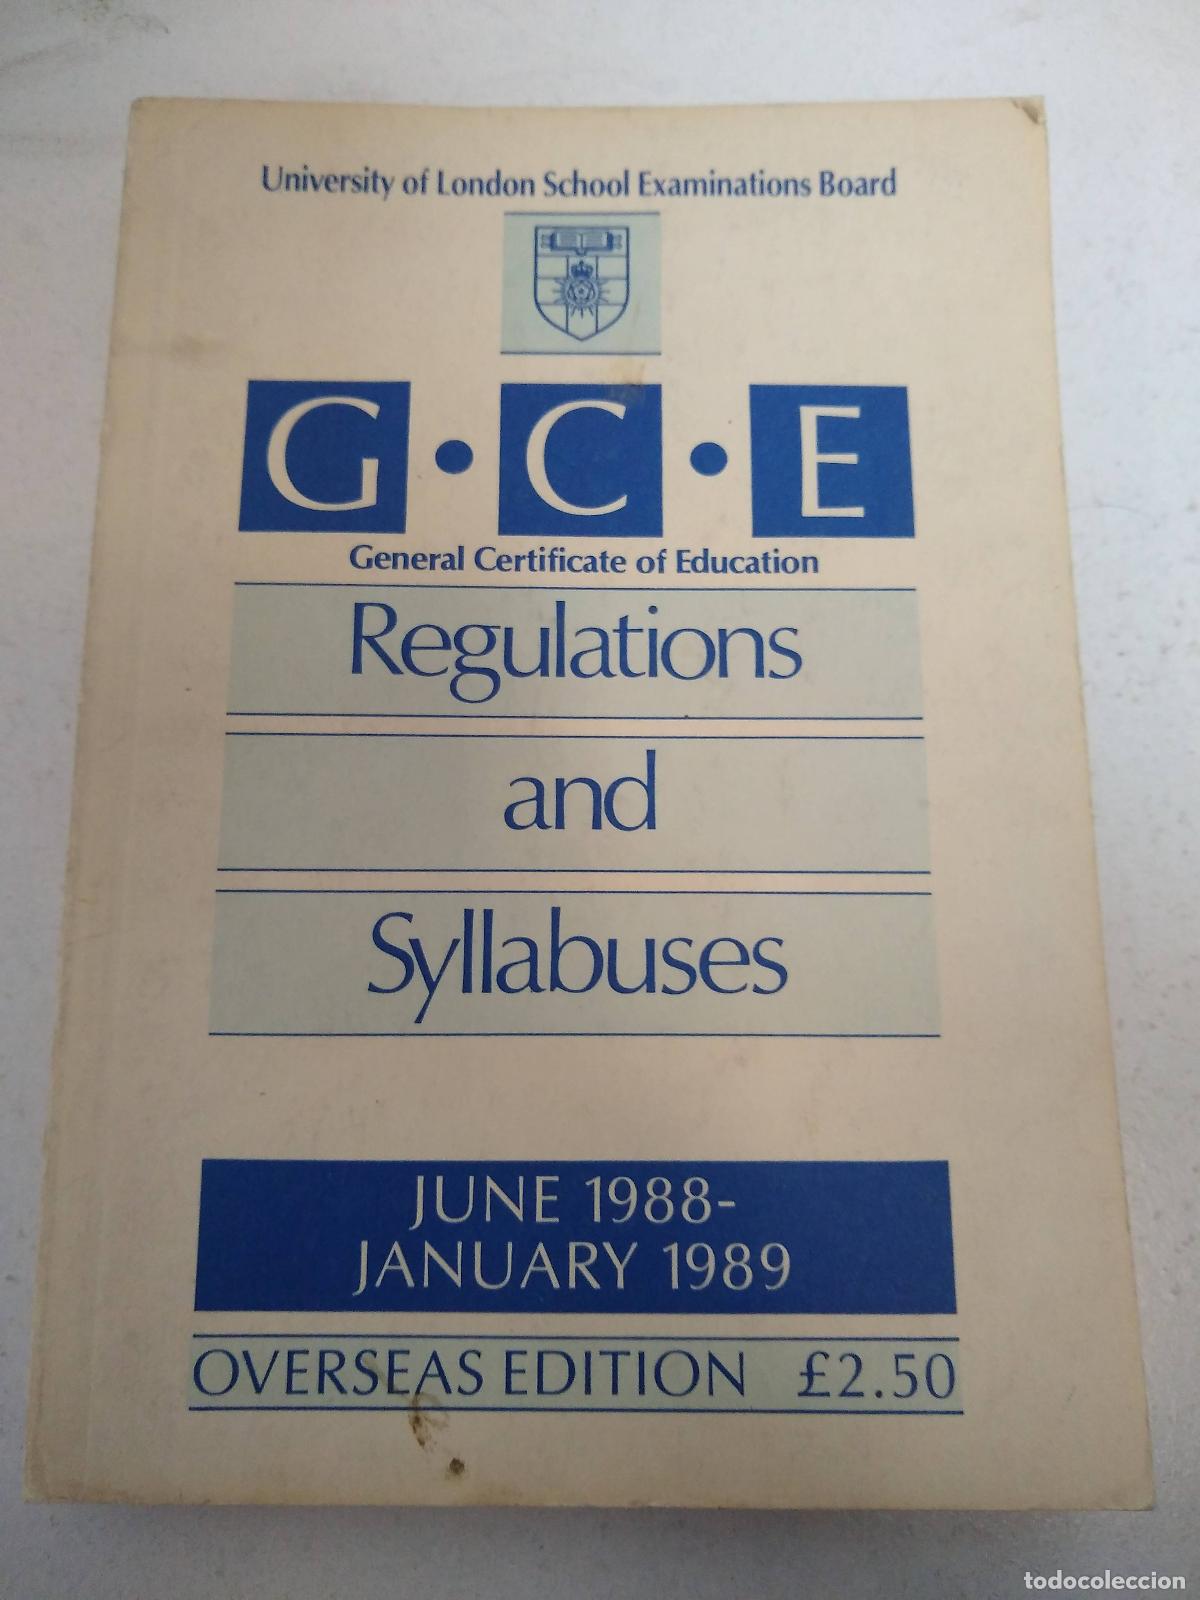 University of London School Examinations Board
G·C·E
General Certificate of Education
Regulations
and
Syllabuses
JUNE 1988-
JANUARY 1989
OVERSEAS EDITION £2.50
todocoleccion